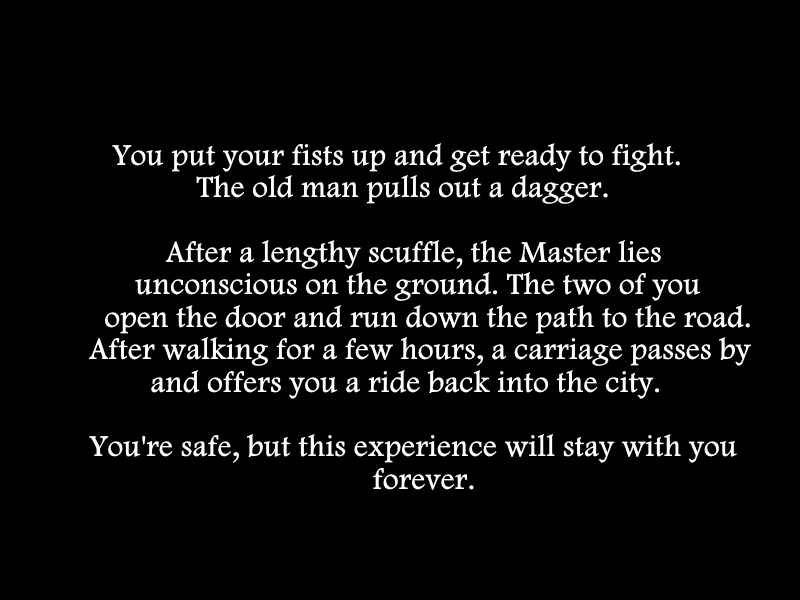 You put your fists up and get ready to fight.
The old man pulls out a dagger.
After a lengthy scuffle, the Master lies
unconscious on the ground. The two of you
open the door and run down the path to the road.
After walking for a few hours, a carriage passes by
and offers you a ride back into the city.
You're safe, but this experience will stay with you
forever.